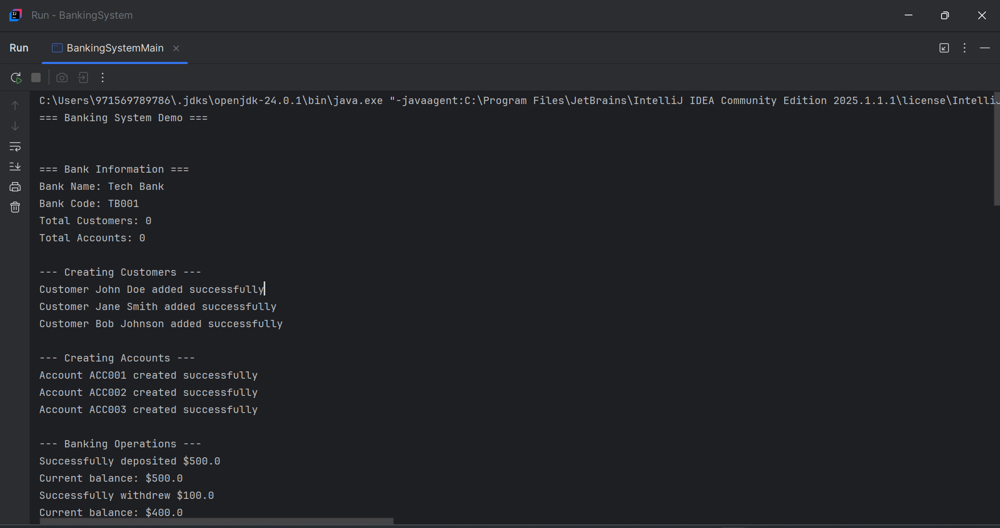 Run - BankingSystem
Run BankingSystemMain
C:\Users\971569789786\.jdks\openjdk-24.0.1\bin\java.exe "-javaagent:C:\Program Files\JetBrains\IntelliJ IDEA Community Edition 2025.1.1.1\license\IntelliJ
=== Banking System Demo ===
=== Bank Information ===
Bank Name: Tech Bank
Bank Code: TB001
Total Customers: 0
Total Accounts: 0
--- Creating Customers ---
Customer John Doe added successfully
Customer Jane Smith added successfully
Customer Bob Johnson added successfully
--- Creating Accounts ---
Account ACC001 created successfully
Account ACC002 created successfully
Account ACC003 created successfully
--- Banking Operations ---
Successfully deposited $500.0
Current balance: $500.0
Successfully withdrew $100.0
Current balance: $400.0